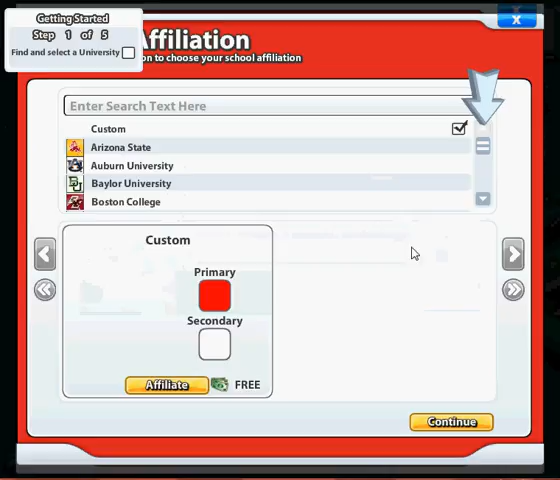 Getting Started
Step 1 of 5
Find and select a University
Affiliation
on to choose your school affiliation
X
Enter Search Text Here
Custom
Arizona State
Auburn University
Baylor University
Boston College
Custom
Primary
Secondary
Affiliate
FREE
Continue